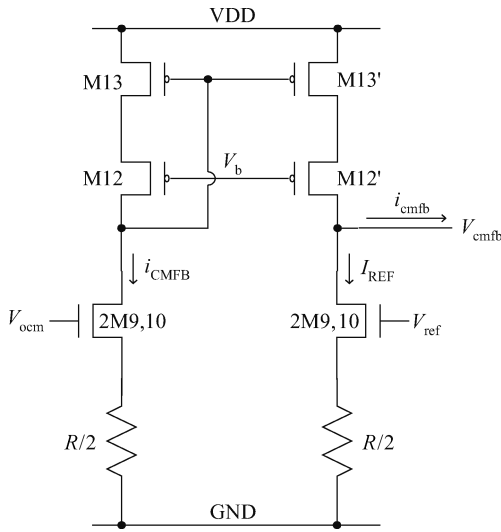 VDD
M13
M13'
M12
V_b
M12'
i_cmfb
V_cmfb
i_CMFB
I_REF
V_ocm
2M9,10
2M9,10
V_ref
R/2
R/2
GND